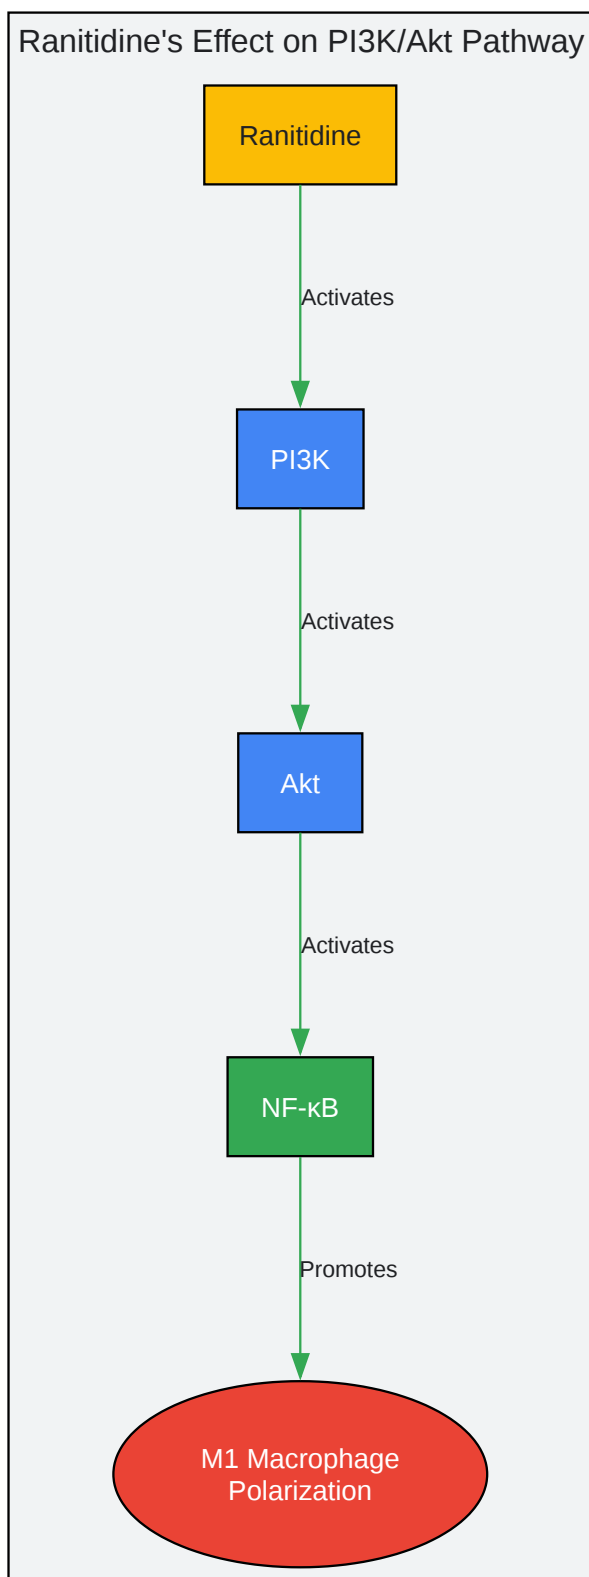 Ranitidine's Effect on PI3K/Akt Pathway
Ranitidine
Activates
PI3K
Activates
Akt
Activates
NF-κB
Promotes
M1 Macrophage
Polarization